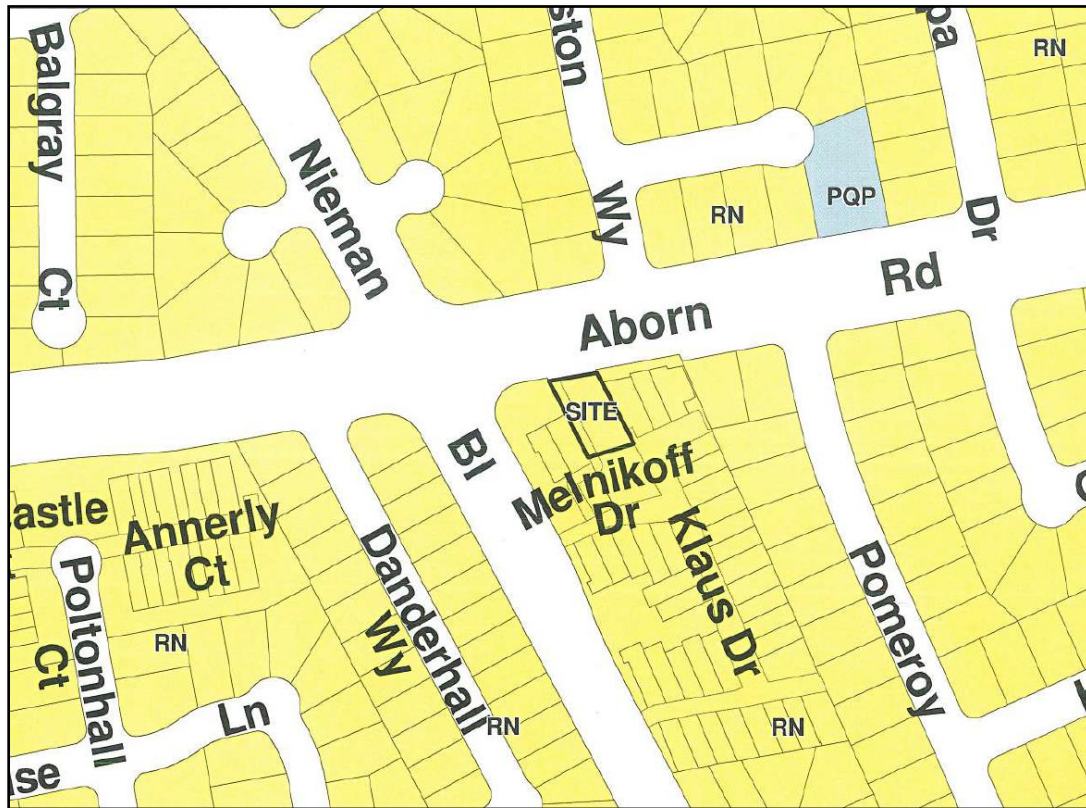 Balgray
Ct
Nieman
Bl
ston
Wy
pa
Dr
RN
RN
PQP
Aborn
Rd
SITE
Melnikoff
Dr
Klaus Dr
Pomeroy
astle
Annerly
Ct
Poltonhall
Ct
RN
Danderhall
Wy
RN
Ln
RN